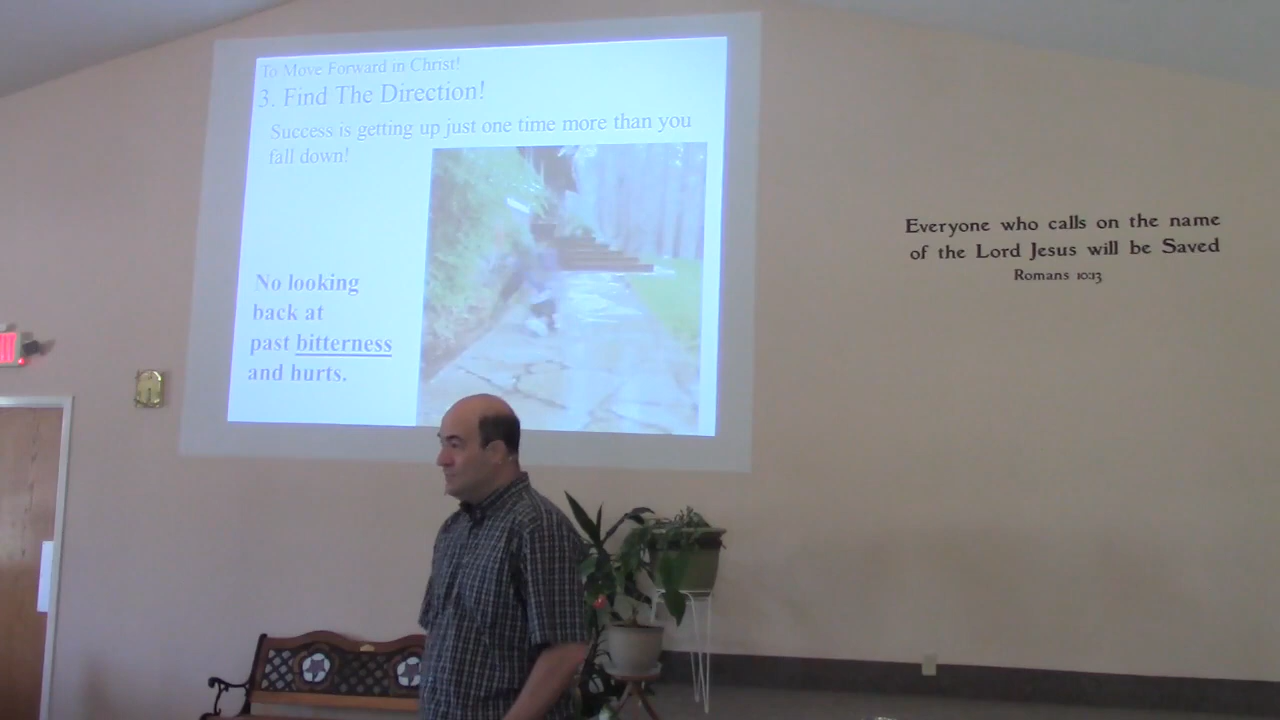 To Move Forward in Christ!
3. Find The Direction!
Success is getting up just one time more than you
fall down!
No looking
back at
past bitterness
and hurts.
Everyone who calls on the name
of the Lord Jesus will be Saved
Romans 10:13